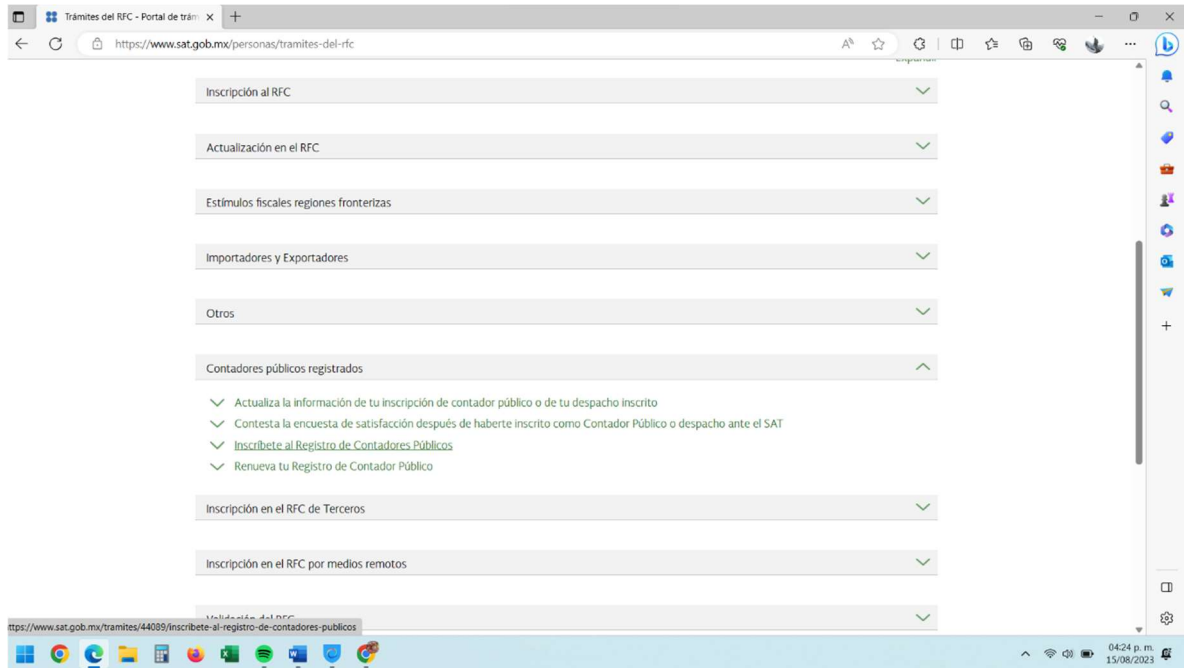 Trámites del RFC - Portal de trám
https://www.sat.gob.mx/personas/tramites-del-rfc
Inscripción al RFC
Actualización en el RFC
Estímulos fiscales regiones fronterizas
Importadores y Exportadores
Otros
Contadores públicos registrados
Actualiza la información de tu inscripción de contador público o de tu despacho inscrito
Contesta la encuesta de satisfacción después de haberte inscrito como Contador Público o despacho ante el SAT
Inscríbete al Registro de Contadores Públicos
Renueva tu Registro de Contador Público
Inscripción en el RFC de Terceros
Inscripción en el RFC por medios remotos
Validación del RFC
ttps://www.sat.gob.mx/tramites/44089/inscribete-al-registro-de-contadores-publicos
04:24 p. m.
15/08/2023